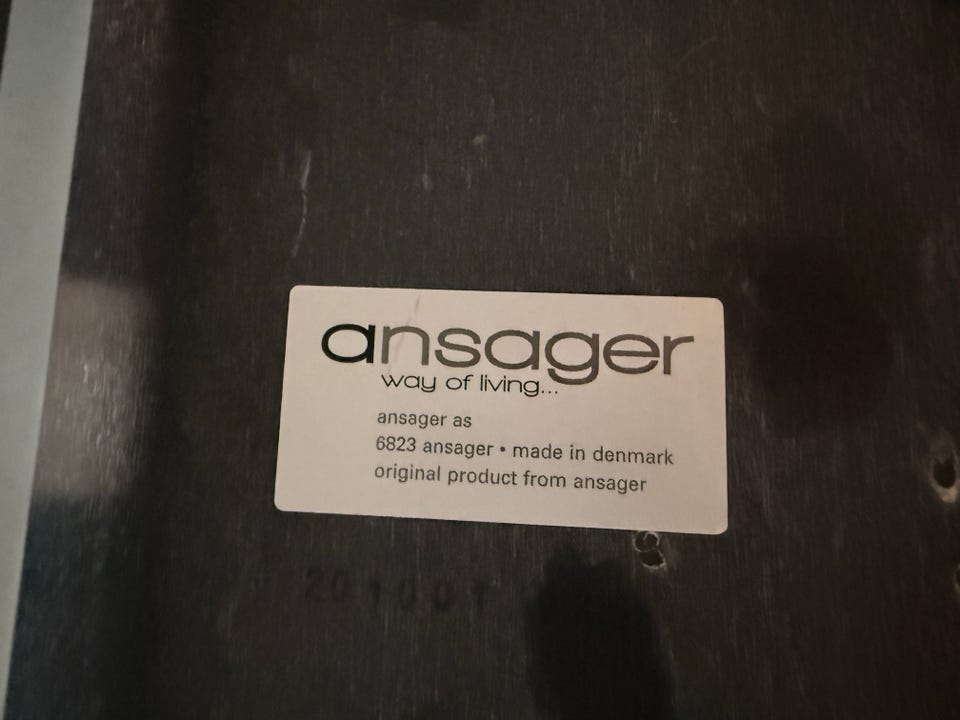 ansager
way of living...
ansager as
6823 ansager • made in denmark
original product from ansager